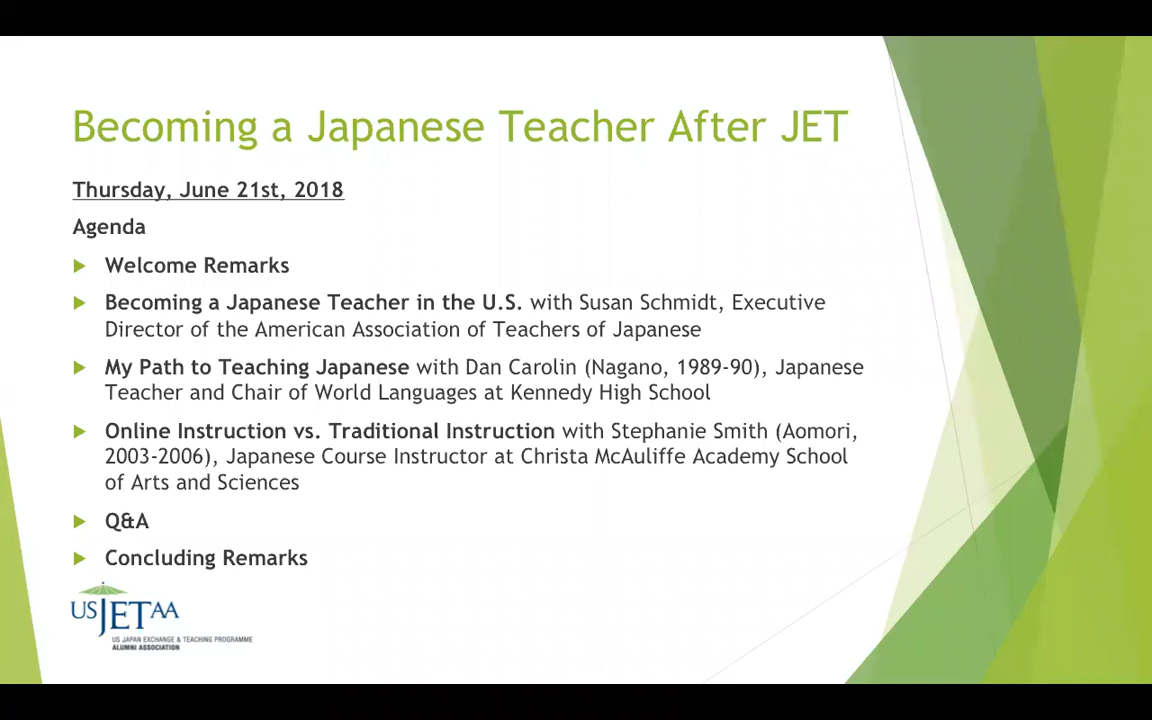 Becoming a Japanese Teacher After JET
Thursday, June 21st, 2018
Agenda
Welcome Remarks
Becoming a Japanese Teacher in the U.S. with Susan Schmidt, Executive
Director of the American Association of Teachers of Japanese
My Path to Teaching Japanese with Dan Carolin (Nagano, 1989-90), Japanese
Teacher and Chair of World Languages at Kennedy High School
Online Instruction vs. Traditional Instruction with Stephanie Smith (Aomori,
2003-2006), Japanese Course Instructor at Christa McAuliffe Academy School
of Arts and Sciences
Q&A
Concluding Remarks
US JET AA
US JAPAN EXCHANGE & TEACHING PROGRAMME
ALUMNI ASSOCIATION